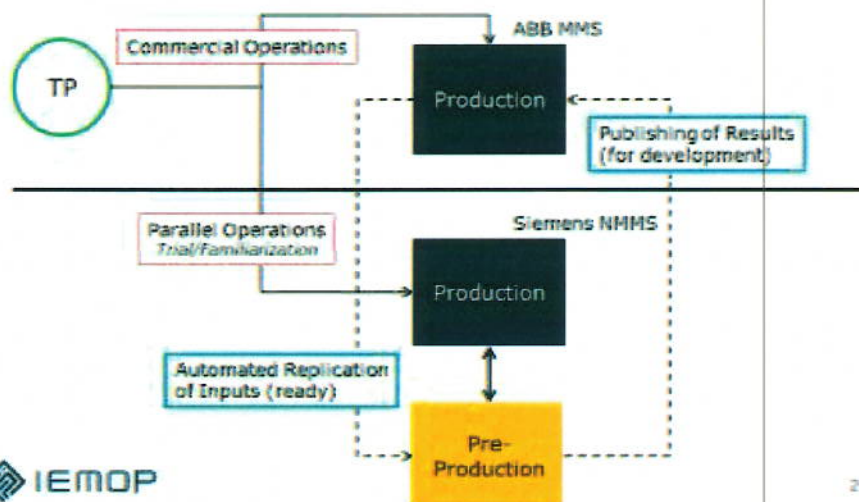 ABB MMS
Commercial Operations
TP
Production
Publishing of Results
(for development)
Parallel Operations
Trial/Familiarization
Siemens NMMS
Production
Automated Replication
of Inputs (ready)
Pre-
Production
IEMOP
2